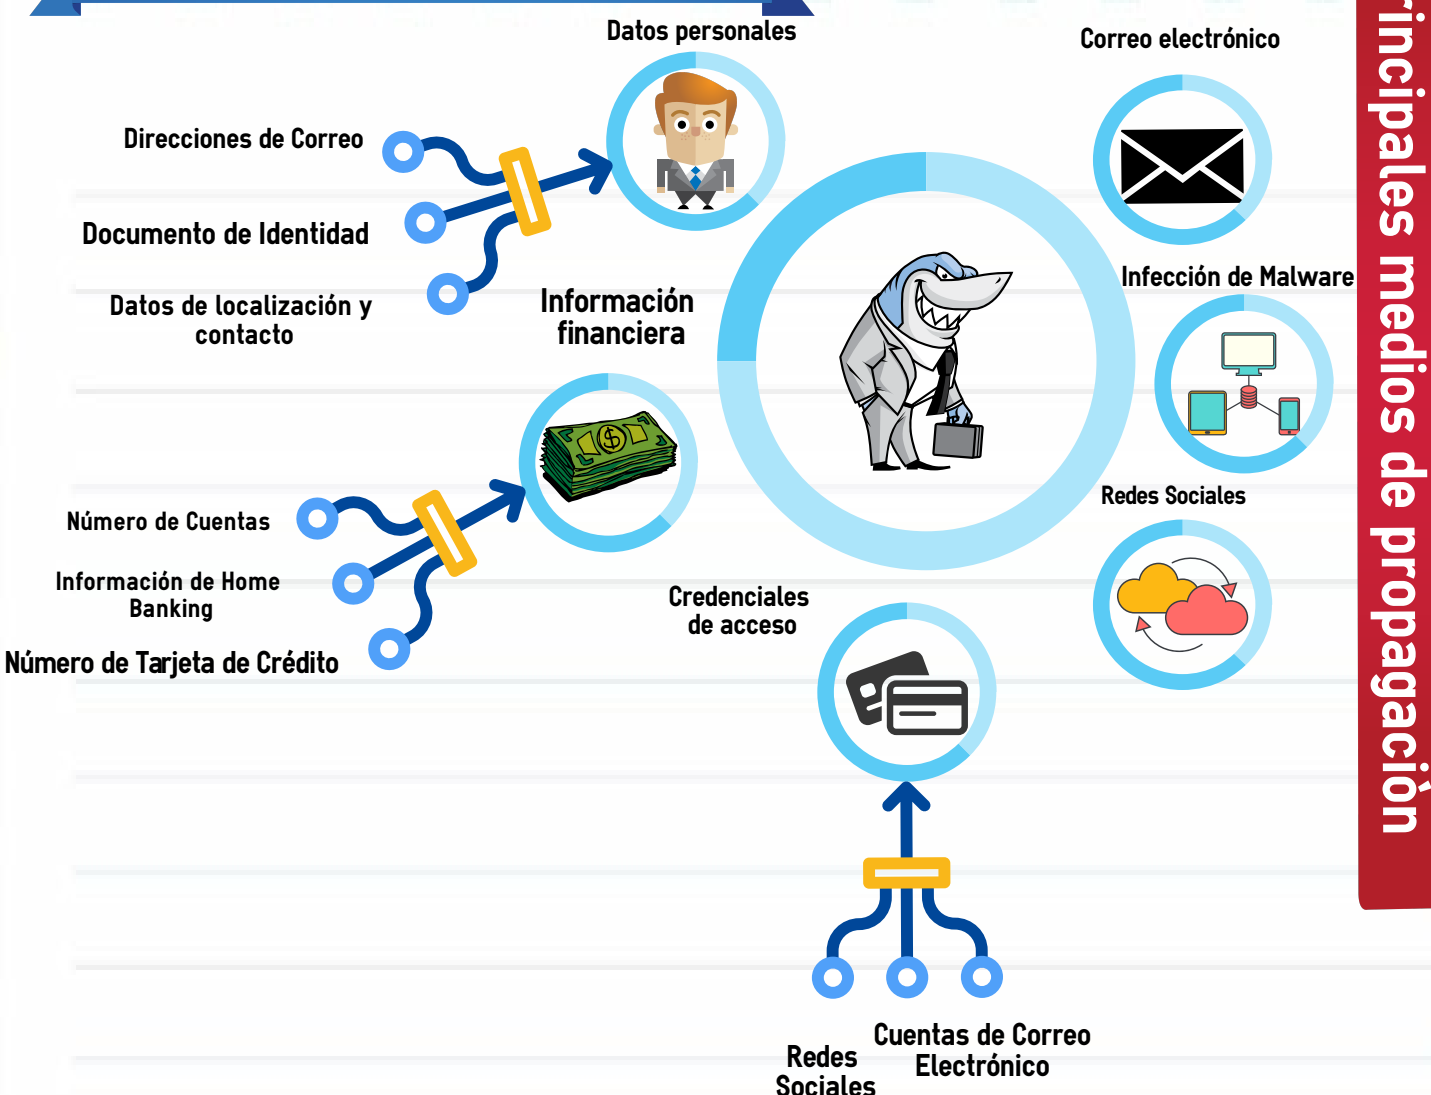 Datos personales
Direcciones de Correo
Documento de Identidad
Datos de localización y
contacto
Información
financiera
Número de Cuentas
Información de Home
Banking
Número de Tarjeta de Crédito
Credenciales
de acceso
Redes
Sociales
Cuentas de Correo
Electrónico
Correo electrónico
Infección de Malware
Redes Sociales
rincipales medios de propagación